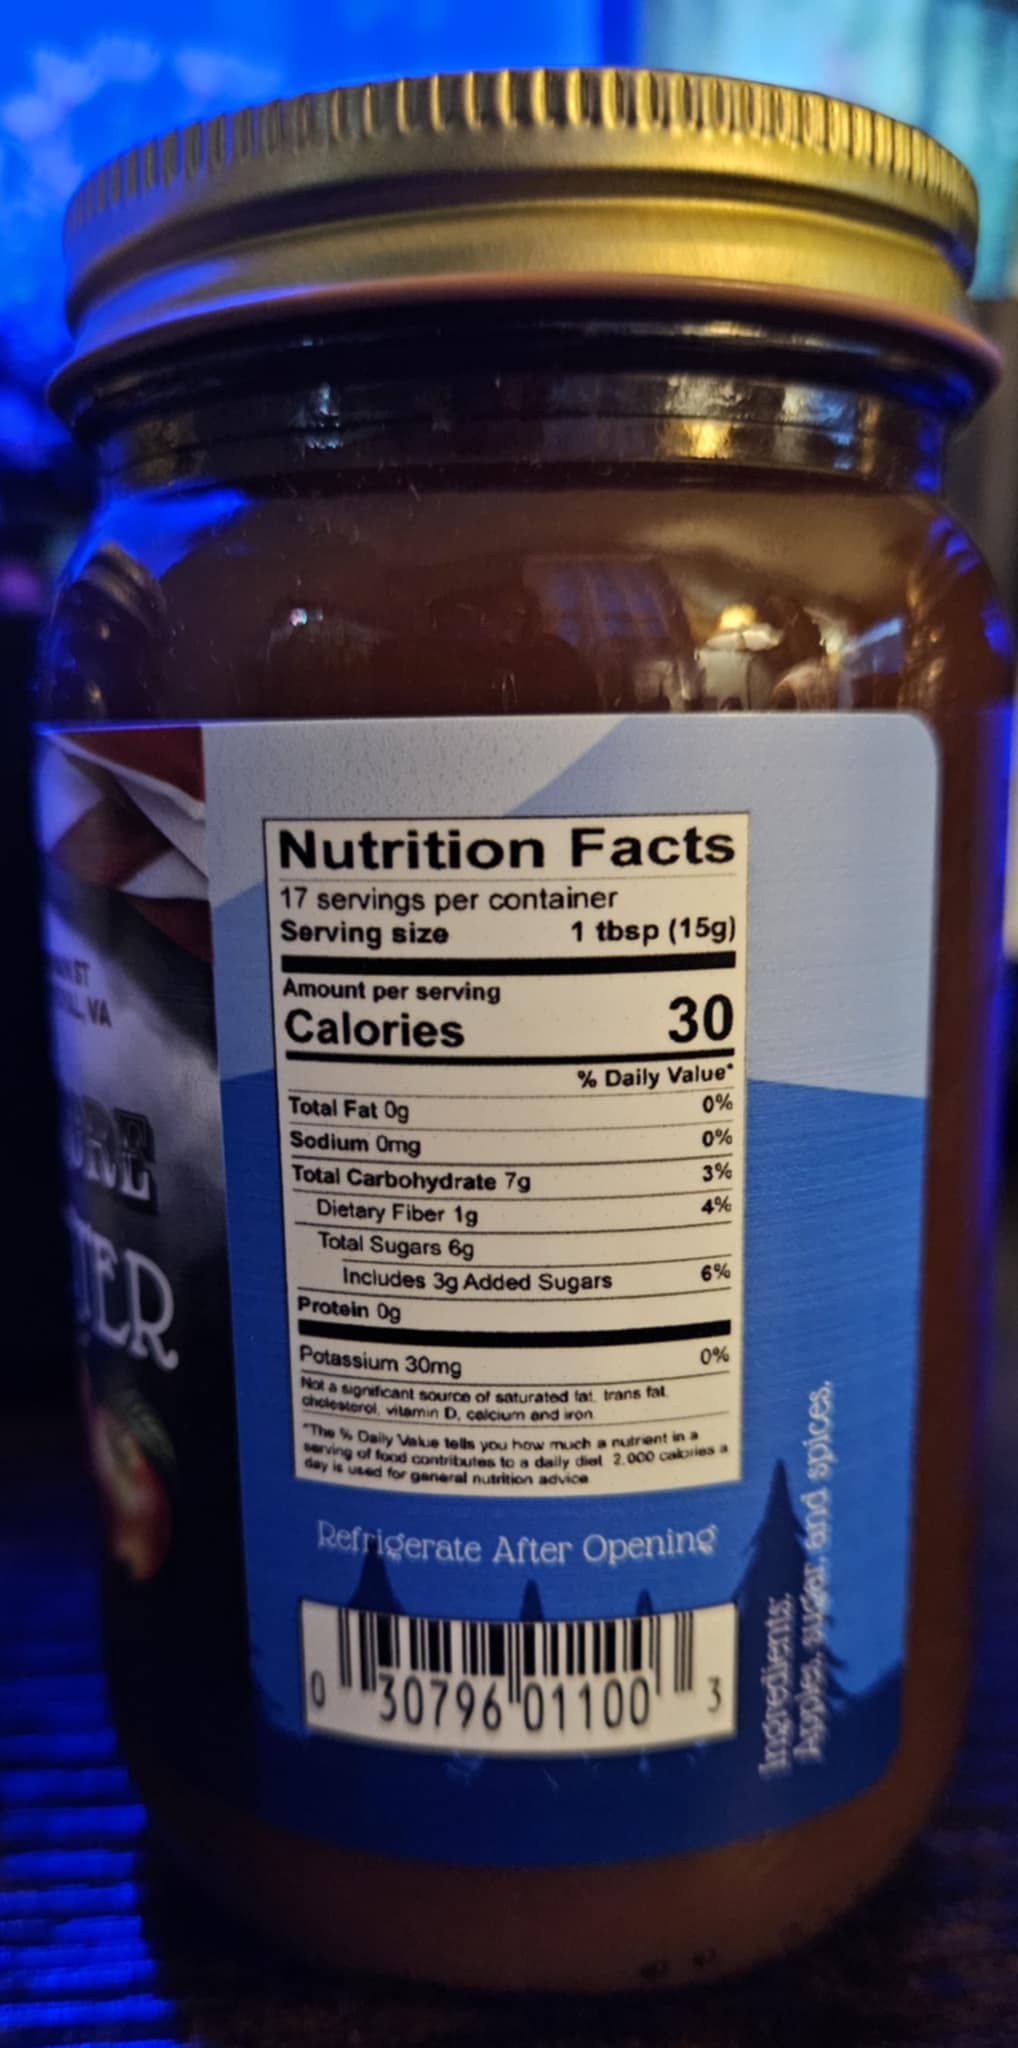 Nutrition Facts
17 servings per container
Serving size 1 tbsp (15g)
Amount per serving
Calories 30
% Daily Value*
Total Fat 0g 0%
Sodium 0mg 0%
Total Carbohydrate 7g 3%
Dietary Fiber 1g 4%
Total Sugars 6g
Includes 3g Added Sugars 6%
Protein 0g
Potassium 30mg 0%
Not a significant source of saturated fat, trans fat,
cholesterol, vitamin D, calcium and iron
*The % Daily Value tells you how much a nutrient in a
serving of food contributes to a daily diet. 2,000 calories a
day is used for general nutrition advice
Refrigerate After Opening
0 30796 01100 3
Ingredients:
Apples, sugar, and spices.
ST
VA